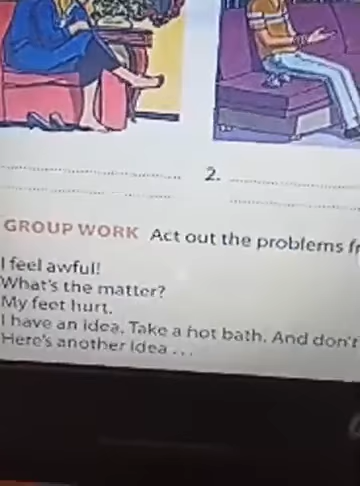 2.
GROUP WORK Act out the problems
I feel awful!
What's the matter?
My feet hurt.
I have an idea. Take a hot bath. And don't
Here's another idea . . .